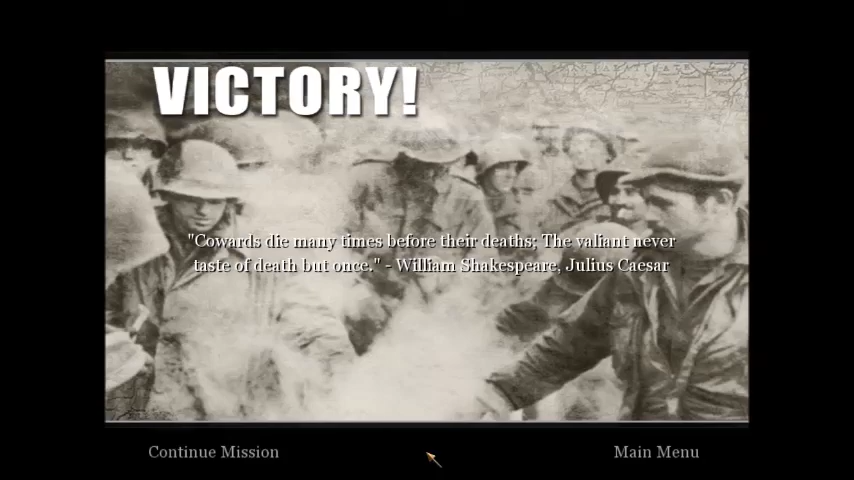 VICTORY!
"Cowards die many times before their deaths; The valiant never
taste of death but once." - William Shakespeare, Julius Caesar
Continue Mission
Main Menu